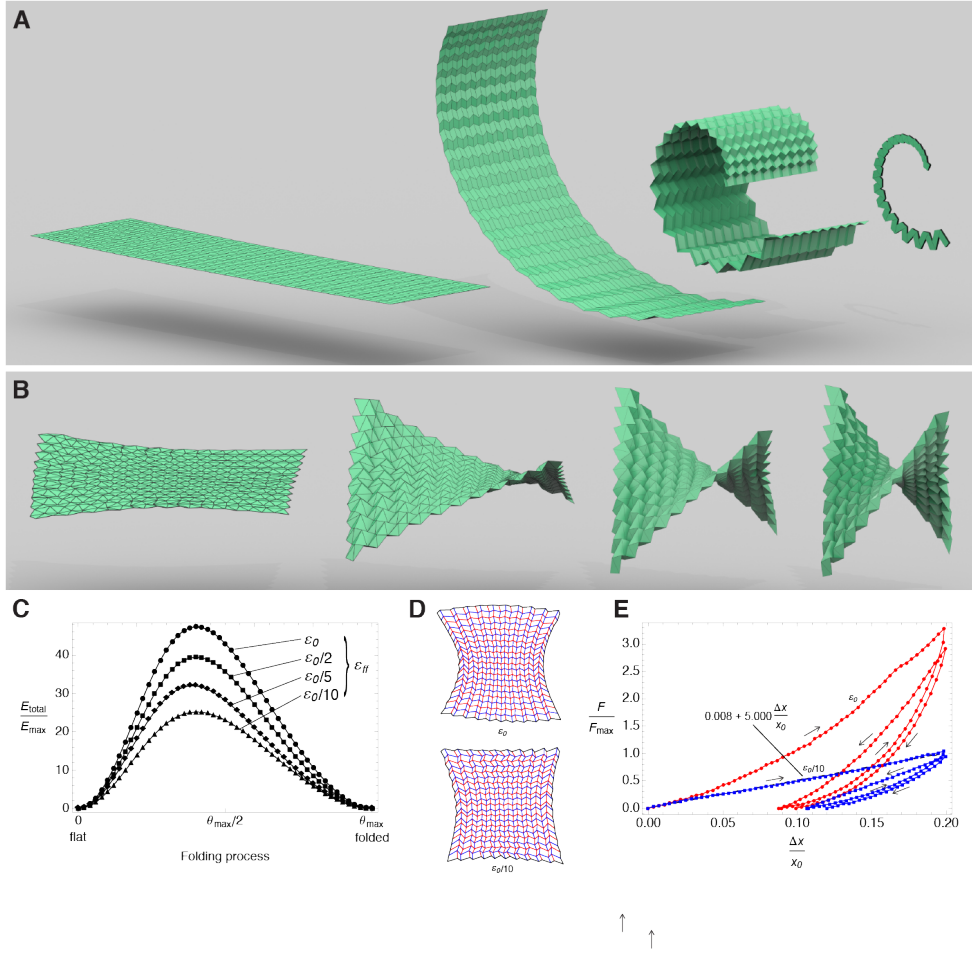 A
B
C
D
E
40
30
20
10
0
E_total
E_max
ε₀
ε₀/2
ε₀/5
ε₀/10
ε_ff
0
θ_max/2
θ_max
flat
folded
Folding process
ε₀
ε₀/10
F
F_max
3.0
2.5
2.0
1.5
1.0
0.5
0.0
ε₀
0.008 + 5.000 Δx/x₀
ε₀/10
0.00
0.05
0.10
0.15
0.20
Δx
x₀